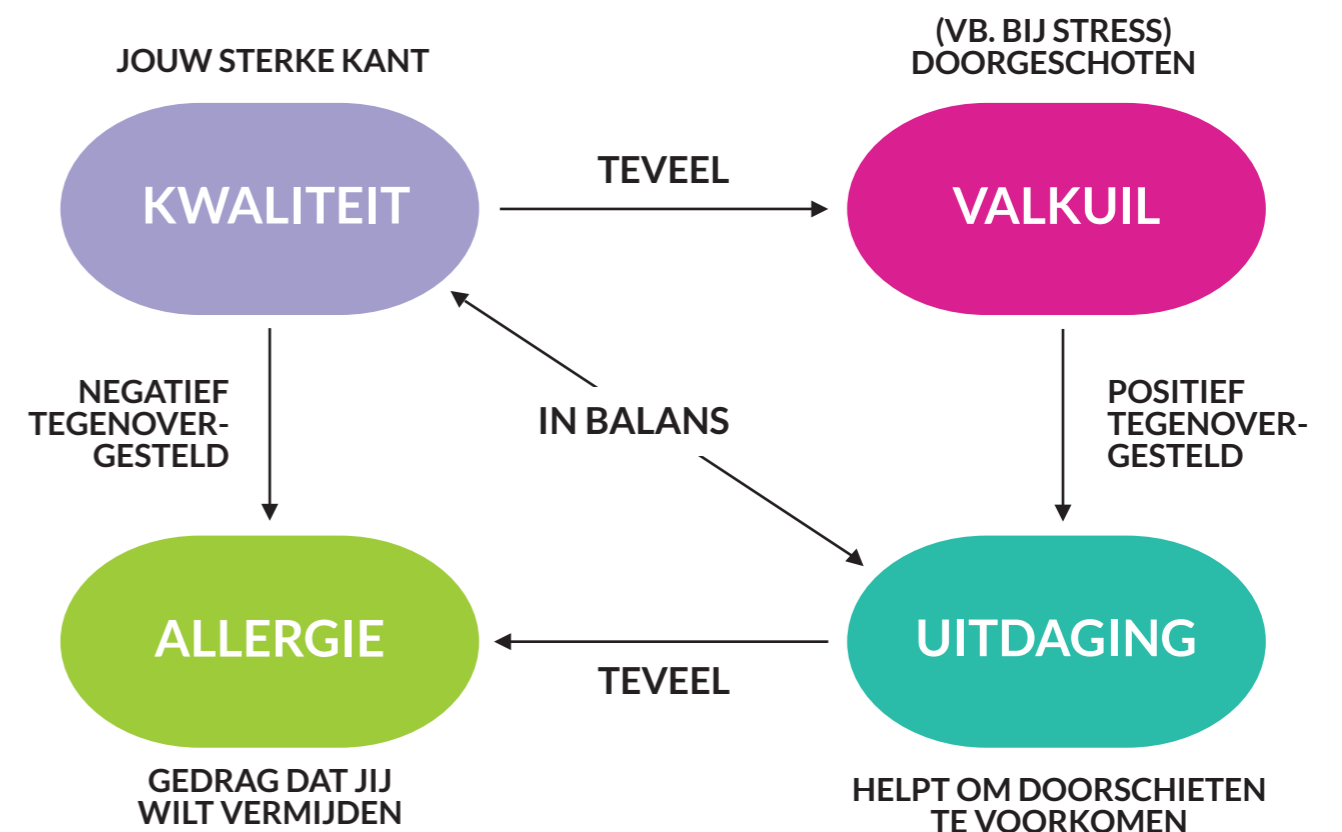 JOUW STERKE KANT
(VB. BIJ STRESS)
DOORGESCHOTEN
KWALITEIT
TEVEEL
VALKUIL
NEGATIEF
TEGENOVER-
GESTELD
IN BALANS
POSITIEF
TEGENOVER-
GESTELD
ALLERGIE
TEVEEL
UITDAGING
GEDRAG DAT JIJ
WILT VERMIJDEN
HELPT OM DOORSCHIETEN
TE VOORKOMEN